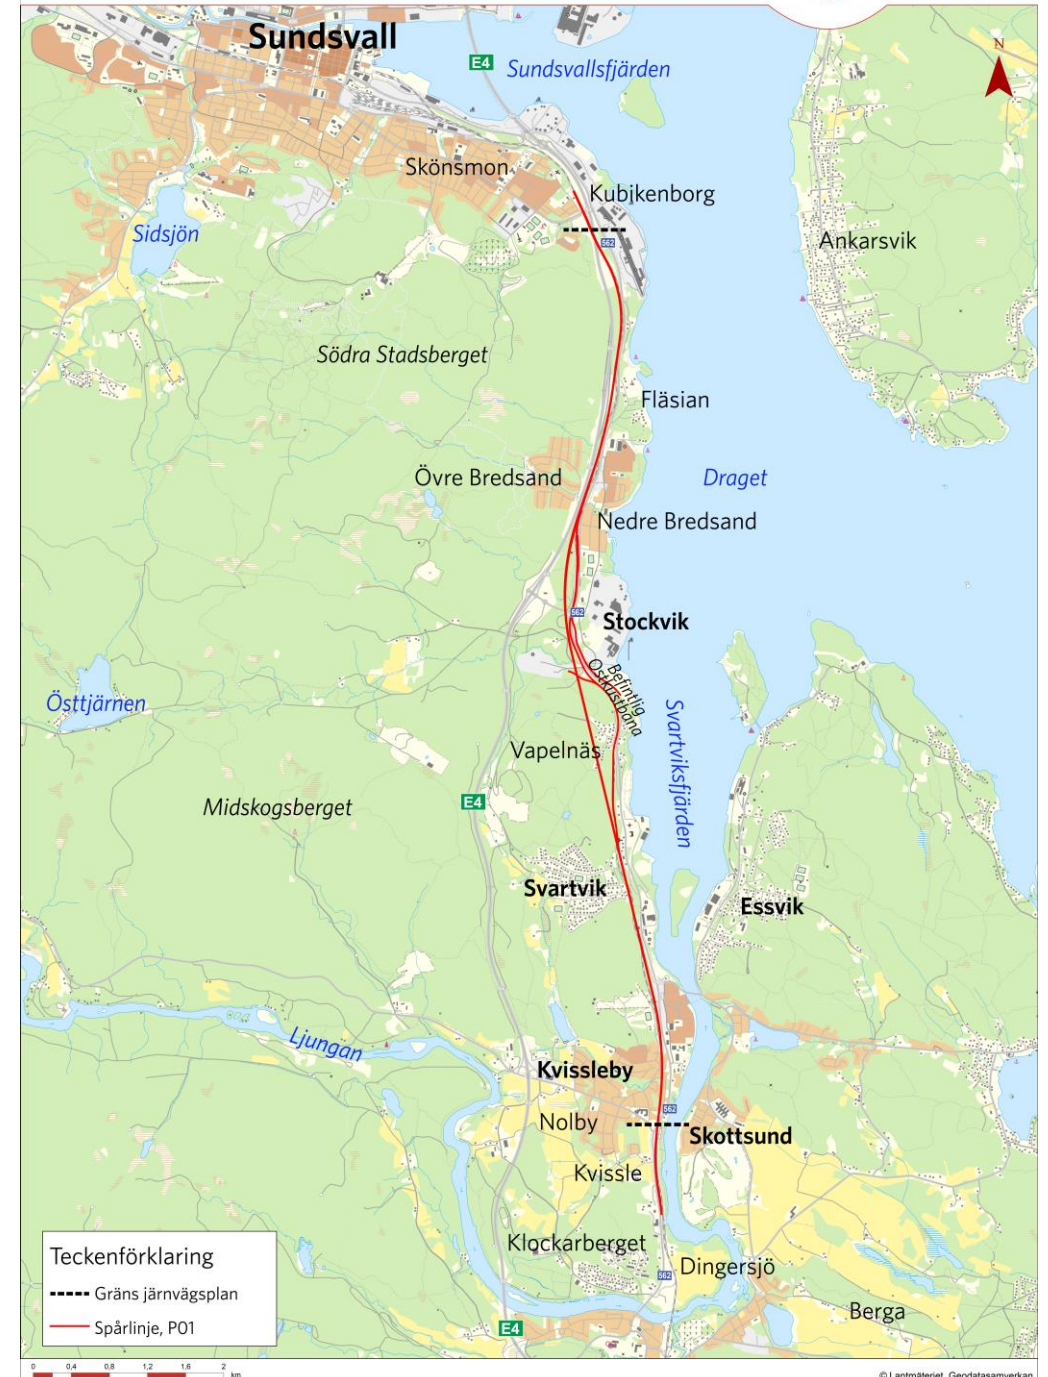 Sundsvall
E4
Sundsvallsfjärden
N
Skönsmon
Kubikenborg
Sidsjön
562
Ankarsvik
Södra Stadsberget
Fläsian
Övre Bredsand
Draget
Nedre Bredsand
562
Stockvik
Befintlig
Ostkustbana
Östtjärnen
Svartviksfjärden
Vapelnäs
E4
Midskogsberget
Svartvik
Essvik
Ljungan
Kvissleby
562
Nolby
Skottsund
Kvissle
Klockarberget
Dingersjö
562
Berga
E4
Teckenförklaring
Gräns järnvägsplan
Spårlinje, P01
0 0,4 0,8 1,2 1,6 2
km
© Lantmäteriet, Geodatasamverkan